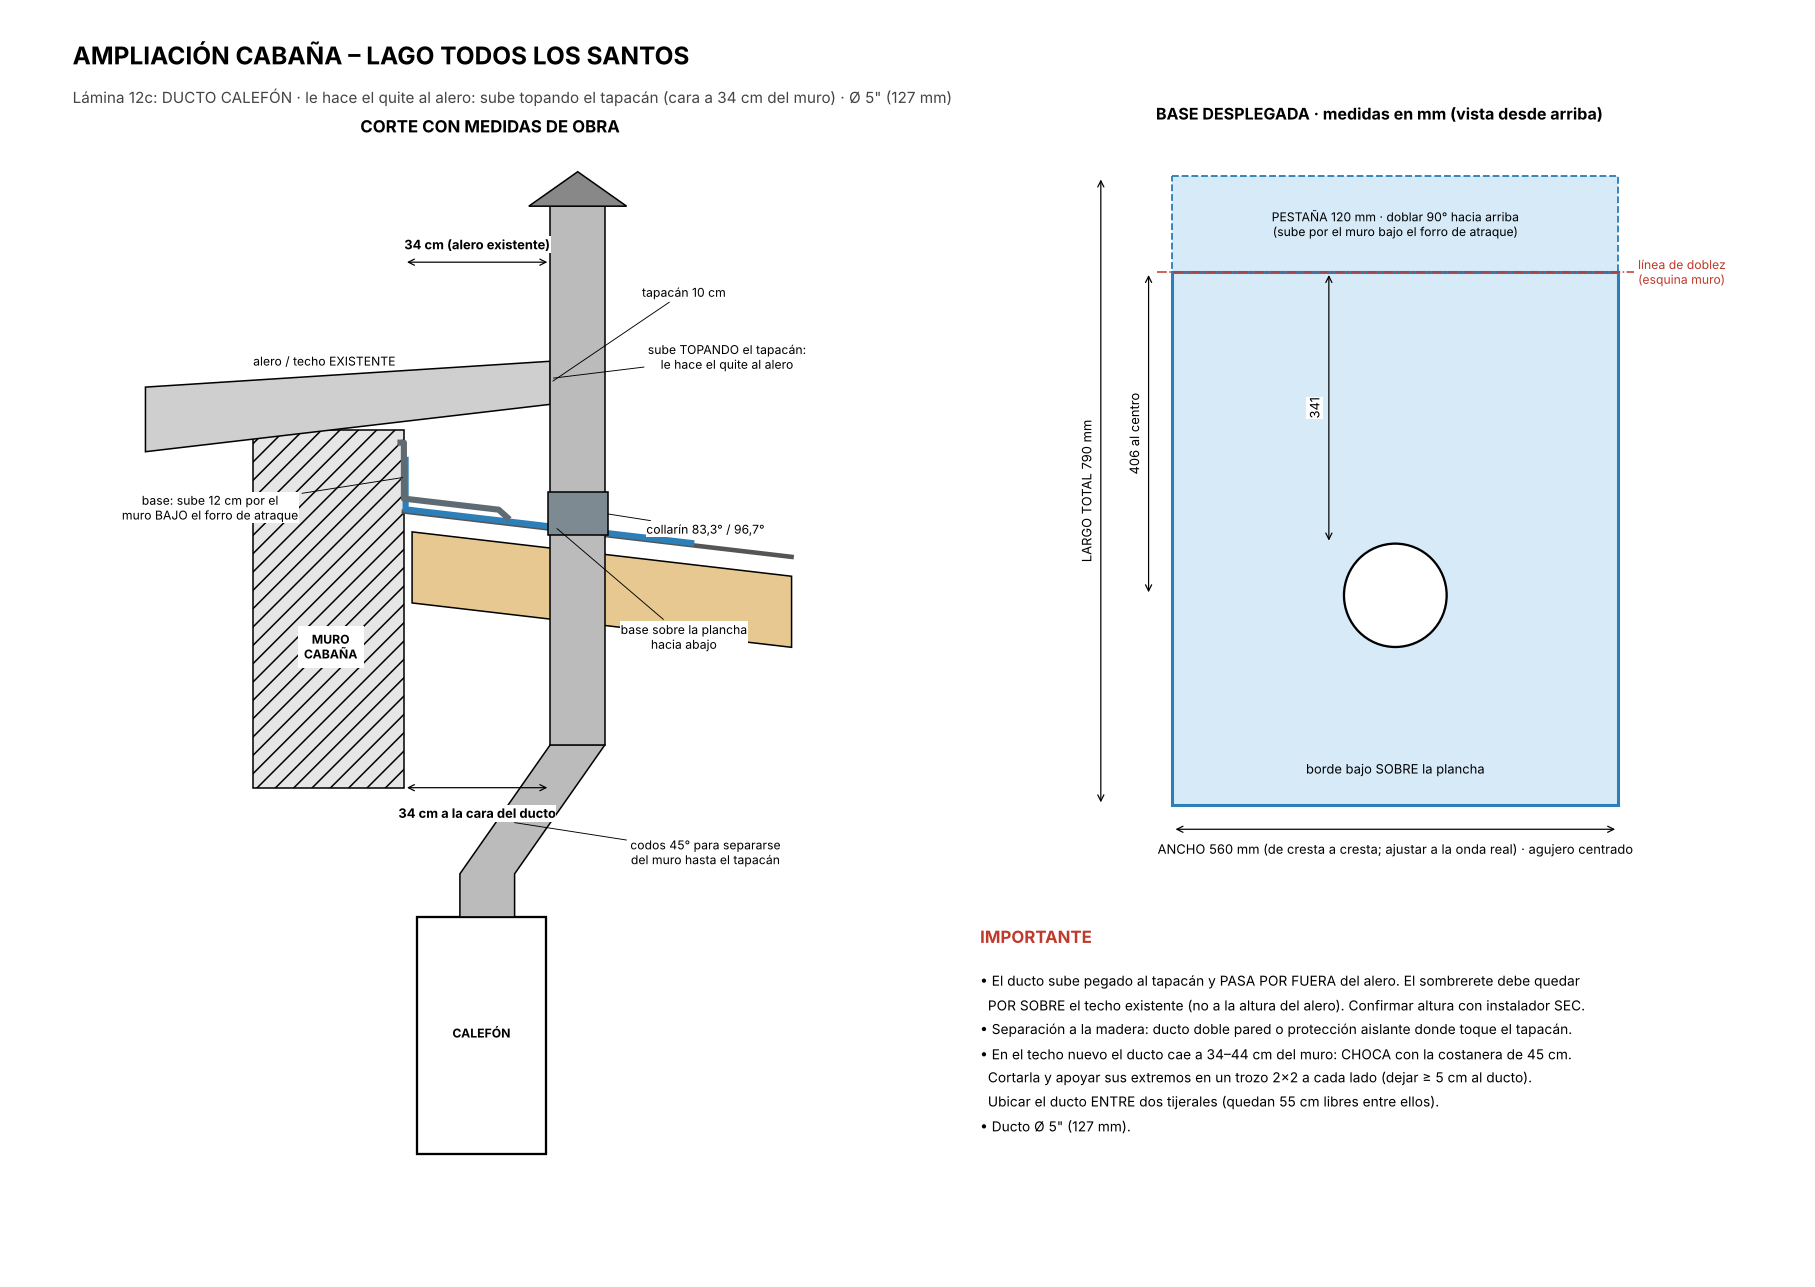 AMPLIACIÓN CABAÑA – LAGO TODOS LOS SANTOS
Lámina 12c: DUCTO CALEFÓN · le hace el quite al alero: sube topando el tapacán (cara a 34 cm del muro) · Ø 5" (127 mm)
CORTE CON MEDIDAS DE OBRA
34 cm (alero existente)
tapacán 10 cm
sube TOPANDO el tapacán:
le hace el quite al alero
alero / techo EXISTENTE
base: sube 12 cm por el
muro BAJO el forro de atraque
collarín 83,3° / 96,7°
base sobre la plancha
hacia abajo
MURO
CABAÑA
34 cm a la cara del ducto
codos 45° para separarse
del muro hasta el tapacán
CALEFÓN
BASE DESPLEGADA · medidas en mm (vista desde arriba)
PESTAÑA 120 mm · doblar 90° hacia arriba
(sube por el muro bajo el forro de atraque)
línea de doblez
(esquina muro)
LARGO TOTAL 790 mm
406 al centro
341
borde bajo SOBRE la plancha
ANCHO 560 mm (de cresta a cresta; ajustar a la onda real) · agujero centrado
IMPORTANTE
• El ducto sube pegado al tapacán y PASA POR FUERA del alero. El sombrerete debe quedar
POR SOBRE el techo existente (no a la altura del alero). Confirmar altura con instalador SEC.
• Separación a la madera: ducto doble pared o protección aislante donde toque el tapacán.
• En el techo nuevo el ducto cae a 34–44 cm del muro: CHOCA con la costanera de 45 cm.
Cortarla y apoyar sus extremos en un trozo 2×2 a cada lado (dejar ≥ 5 cm al ducto).
Ubicar el ducto ENTRE dos tijerales (quedan 55 cm libres entre ellos).
• Ducto Ø 5" (127 mm).